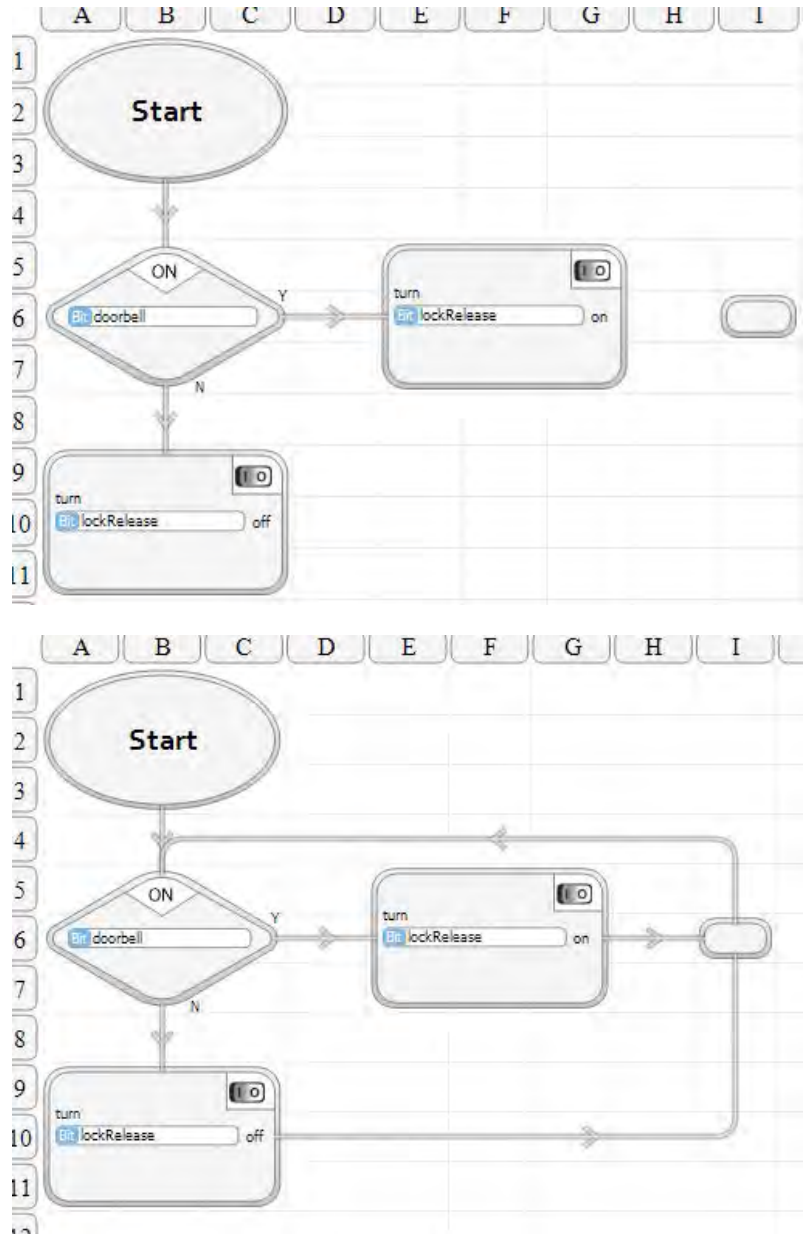 A B C D E F G H I
1
2 Start
3
4
5 ON I O
Y
turn
6 Bit doorbell Bit lockRelease on
7
N
8
9 I O
turn
10 Bit lockRelease off
11
A B C D E F G H I
1
2 Start
3
4
5 ON I O
Y
turn
6 Bit doorbell Bit lockRelease on
7
N
8
9 I O
turn
10 Bit lockRelease off
11